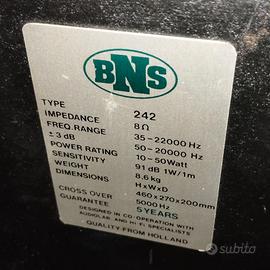 BNS
TYPE 242
IMPEDANCE 8Ω
FREQ.RANGE 35-22000 Hz
± 3 dB 50-20000 Hz
POWER RATING 10-50Watt
SENSITIVITY 91 dB 1W/1m
WEIGHT 8,6kg
DIMENSIONS HxWxD
460x270x200mm
CROSS OVER 5000 Hz
GUARANTEE 5YEARS
DESIGNED IN CO-OPERATION WITH
AUDIOLAB AND HI-FI SPECIALISTS
QUALITY FROM HOLLAND
subito